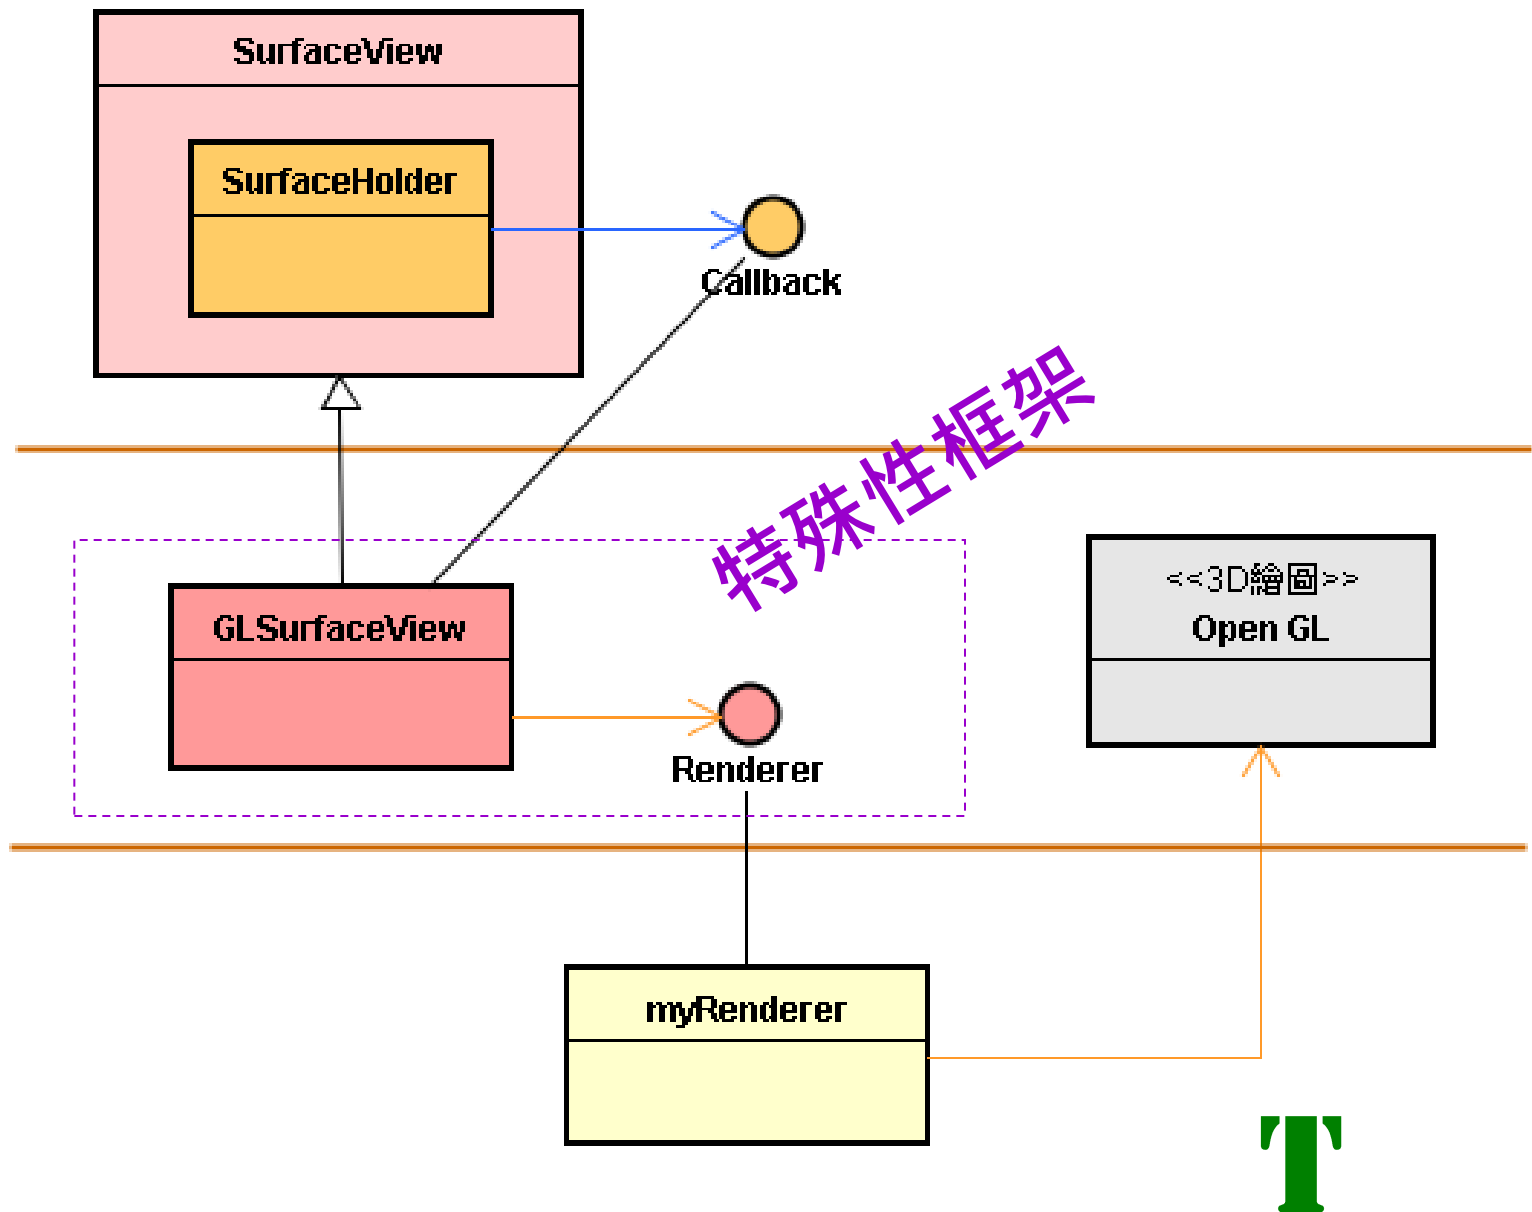 SurfaceView
SurfaceHolder
Callback
特殊性框架
<<3D繪圖>>
Open GL
GLSurfaceView
Renderer
myRenderer
T